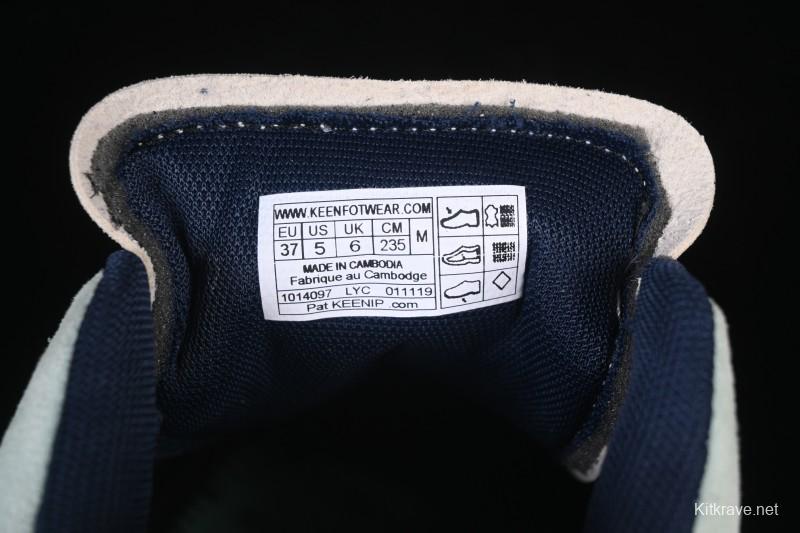 WWW.KEENFOTWEAR.COM
EU US UK CM M
37 5 6 235
MADE IN CAMBODIA
Fabrique au Cambodge
1014097 LYC 011119
Pat KEENIP .com
Kitkrave.net